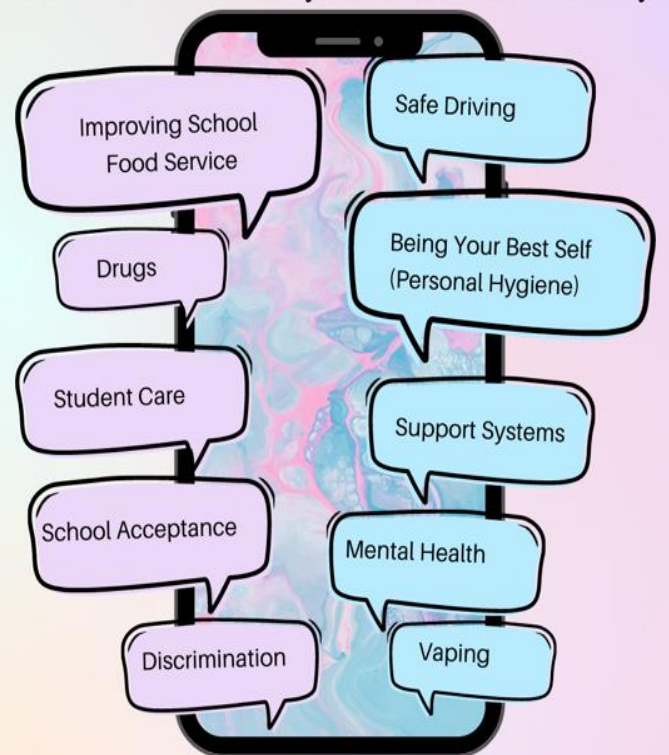 Improving School
Food Service
Safe Driving
Drugs
Being Your Best Self
(Personal Hygiene)
Student Care
Support Systems
School Acceptance
Mental Health
Discrimination
Vaping